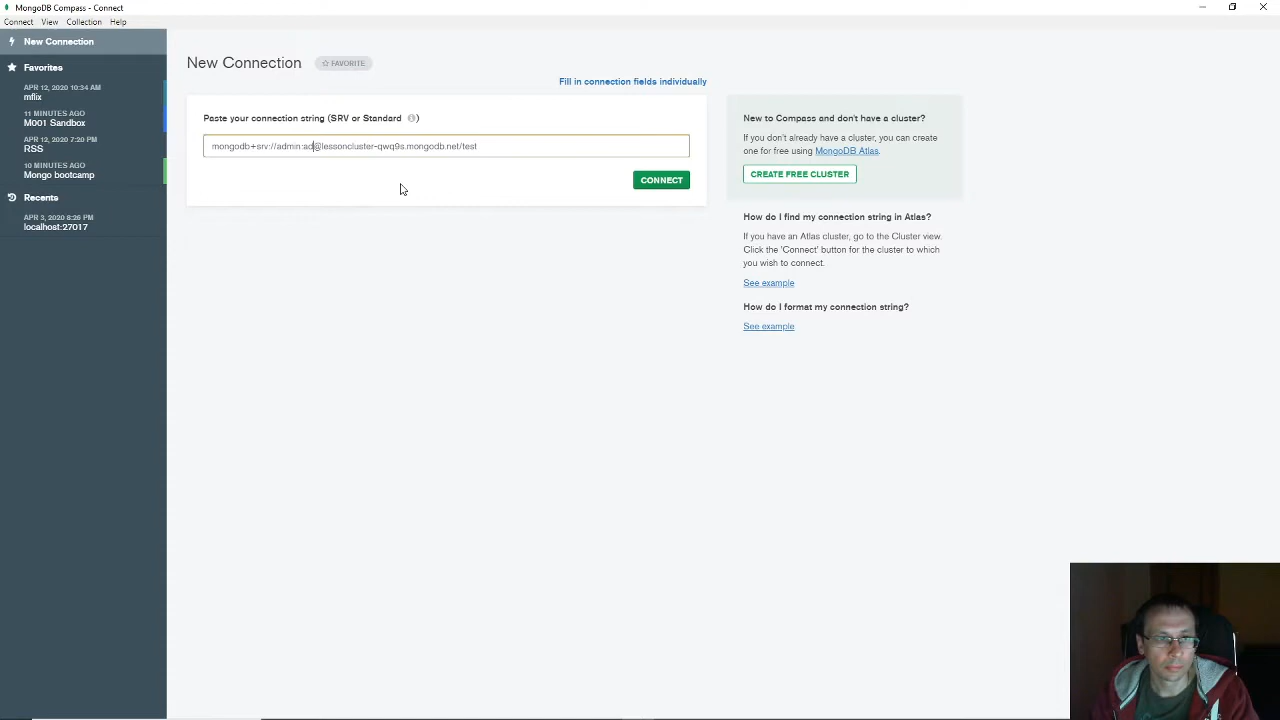 MongoDB Compass - Connect
Connect View Collection Help
New Connection
Favorites
APR 12, 2020 10:34 AM
mflix
11 MINUTES AGO
M001 Sandbox
APR 12, 2020 7:20 PM
RSS
10 MINUTES AGO
Mongo bootcamp
Recents
APR 3, 2020 8:26 PM
localhost:27017
New Connection
FAVORITE
Fill in connection fields individually
Paste your connection string (SRV or Standard )
mongodb+srv://admin:ad@lessoncluster-qwq9s.mongodb.net/test
CONNECT
New to Compass and don't have a cluster?
If you don't already have a cluster, you can create
one for free using MongoDB Atlas.
CREATE FREE CLUSTER
How do I find my connection string in Atlas?
If you have an Atlas cluster, go to the Cluster view.
Click the 'Connect' button for the cluster to which
you wish to connect.
See example
How do I format my connection string?
See example